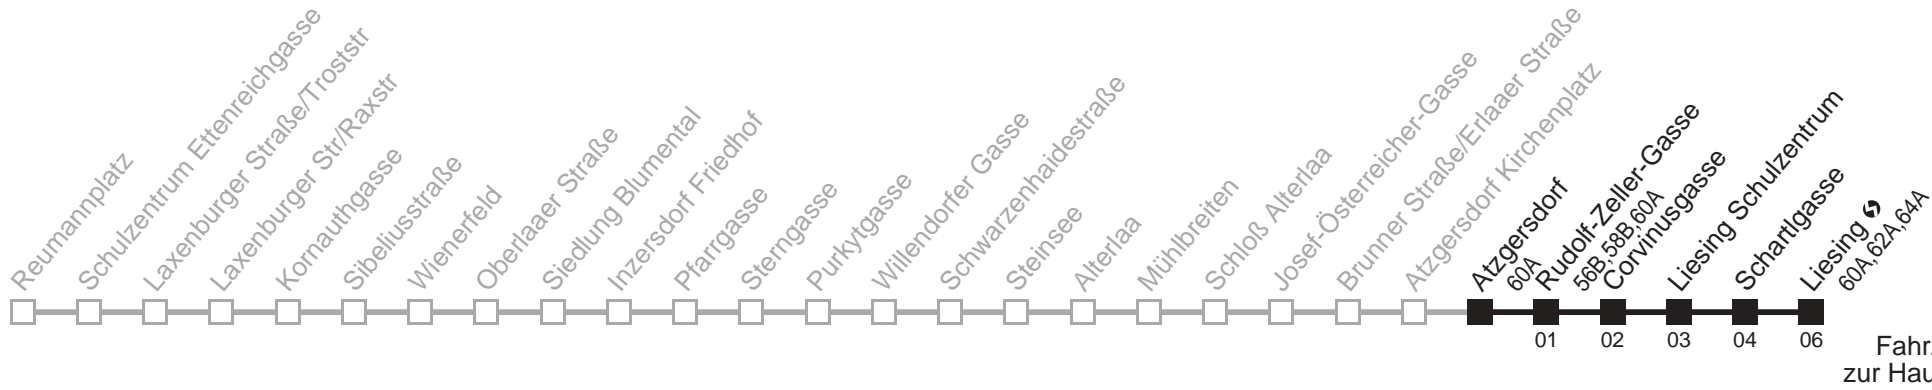 Reumannplatz
Schulzentrum Ettenreichgasse
Laxenburger Straße/Troststr
Laxenburger Str/Raxstr
Kornauthgasse
Sibeliusstraße
Wienerfeld
Oberlaaer Straße
Siedlung Blumental
Inzersdorf Friedhof
Pfarrgasse
Sterngasse
Purkytgasse
Willendorfer Gasse
Schwarzenhaidestraße
Steinsee
Alterlaa
Mühlbreiten
Schloß Alterlaa
Josef-Österreicher-Gasse
Brunner Straße/Erlaaer Straße
Atzgersdorf Kirchenplatz
Atzgersdorf
60A
Rudolf-Zeller-Gasse
56B,58B,60A
Corvinusgasse
Liesing Schulzentrum
Schartlgasse
Liesing
60A,62A,64A
01 02 03 04 06
Fahr
zur Hau